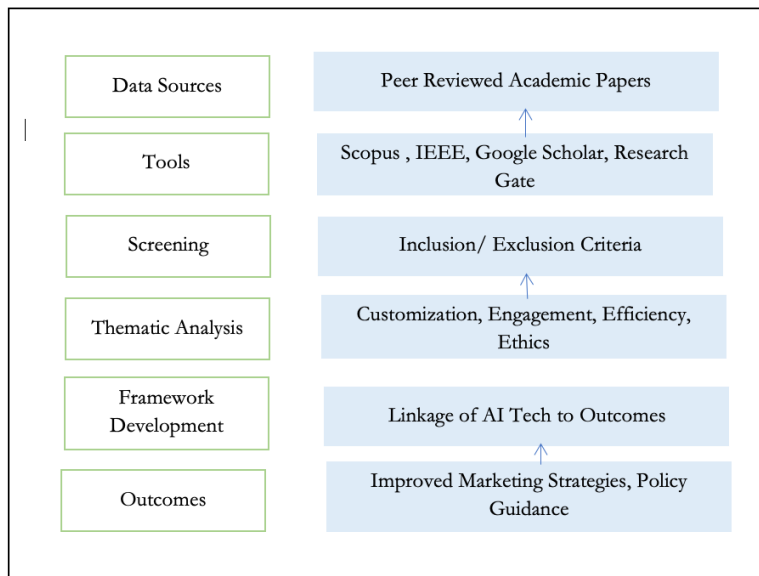 Data Sources
Peer Reviewed Academic Papers
Tools
Scopus , IEEE, Google Scholar, Research
Gate
Screening
Inclusion/ Exclusion Criteria
Thematic Analysis
Customization, Engagement, Efficiency,
Ethics
Framework
Development
Linkage of AI Tech to Outcomes
Outcomes
Improved Marketing Strategies, Policy
Guidance